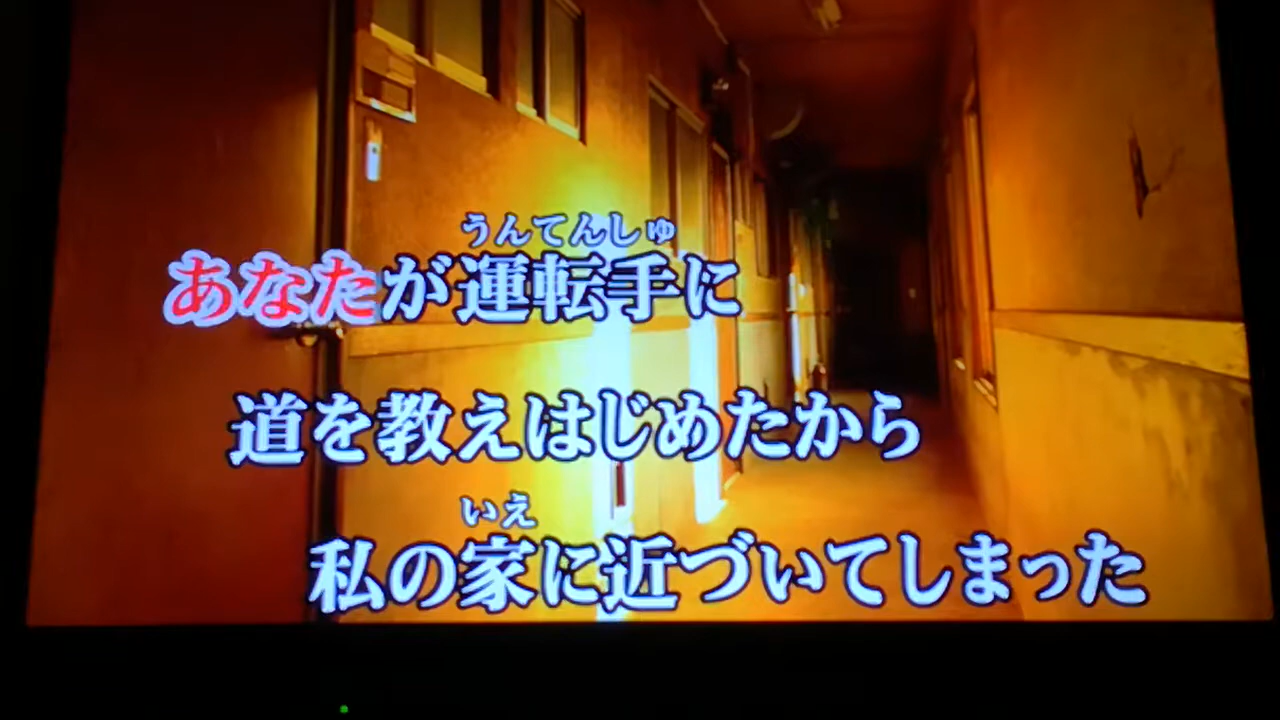 うんてんしゅ
あなたが運転手に
道を教えはじめたから
いえ
私の家に近づいてしまった